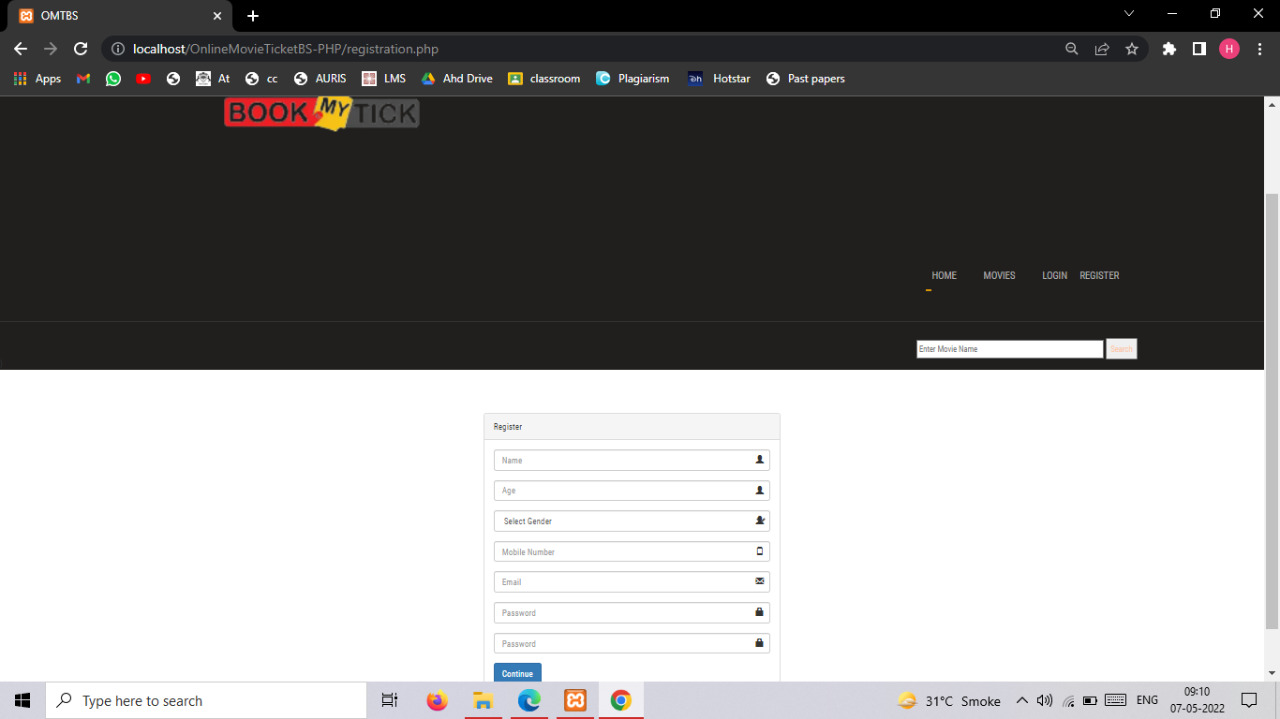 OMTBS
localhost/OnlineMovieTicketBS-PHP/registration.php
H
Apps At cc AURIS LMS Ahd Drive classroom Plagiarism Hotstar Past papers
BOOK MY TICK
HOME MOVIES LOGIN REGISTER
Enter Movie Name Search
Register
Name
Age
Select Gender
Mobile Number
Email
Password
Password
Continue
Type here to search 31°C Smoke ENG 09:10
07-05-2022